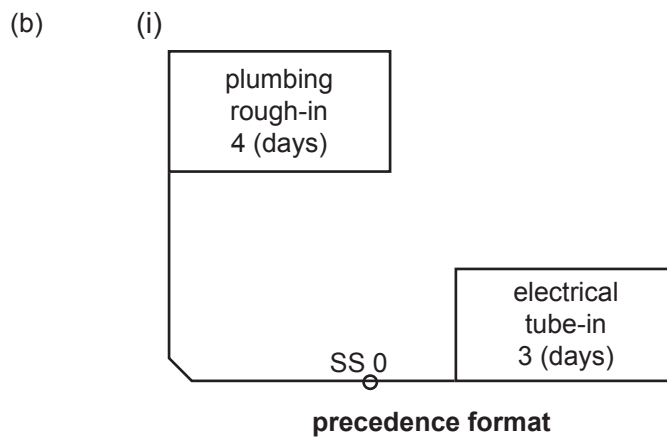 (b) (i)
plumbing
rough-in
4 (days)
electrical
tube-in
3 (days)
SS 0
precedence format